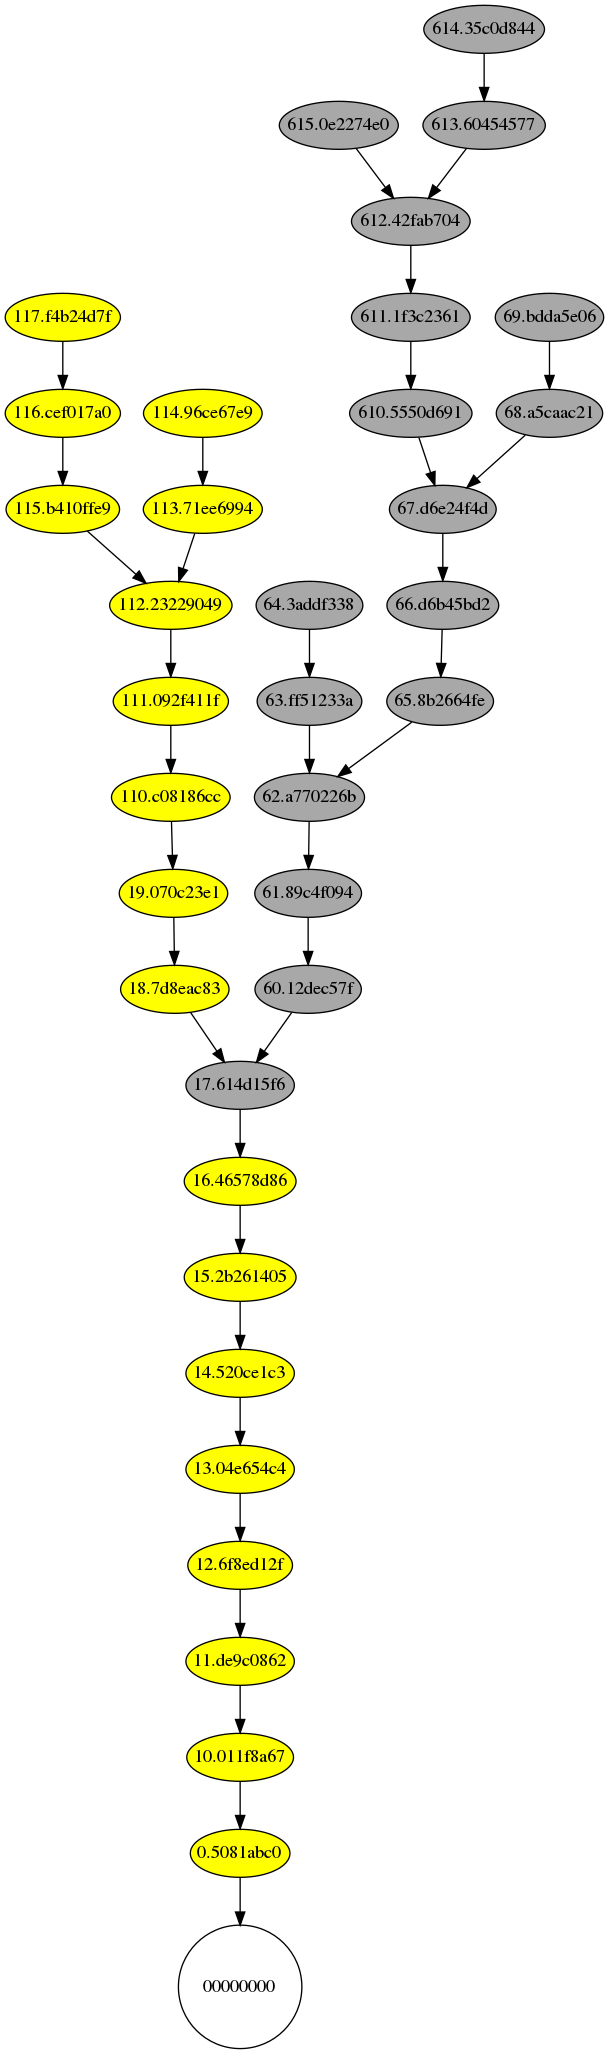 614.35c0d844
615.0e2274e0
613.60454577
612.42fab704
117.f4b24d7f
611.1f3c2361
69.bdda5e06
116.cef017a0
114.96ce67e9
610.5550d691
68.a5caac21
115.b410ffe9
113.71ee6994
67.d6e24f4d
112.23229049
64.3addf338
66.d6b45bd2
111.092f411f
63.ff51233a
65.8b2664fe
110.c08186cc
62.a770226b
19.070c23e1
61.89c4f094
18.7d8eac83
60.12dec57f
17.614d15f6
16.46578d86
15.2b261405
14.520ce1c3
13.04e654c4
12.6f8ed12f
11.de9c0862
10.011f8a67
0.5081abc0
00000000